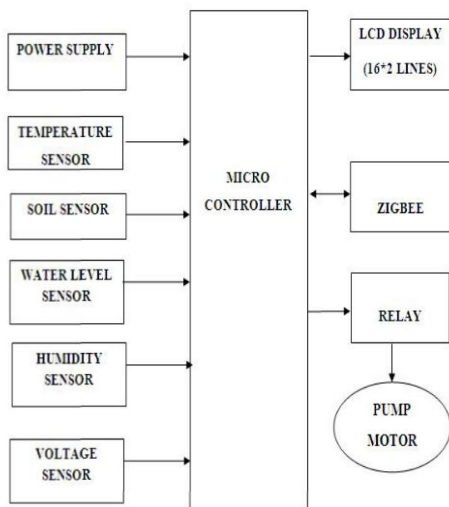 POWER SUPPLY
TEMPERATURE
SENSOR
SOIL SENSOR
WATER LEVEL
SENSOR
HUMIDITY
SENSOR
VOLTAGE
SENSOR
MICRO
CONTROLLER
LCD DISPLAY
(16*2 LINES)
ZIGBEE
RELAY
PUMP
MOTOR